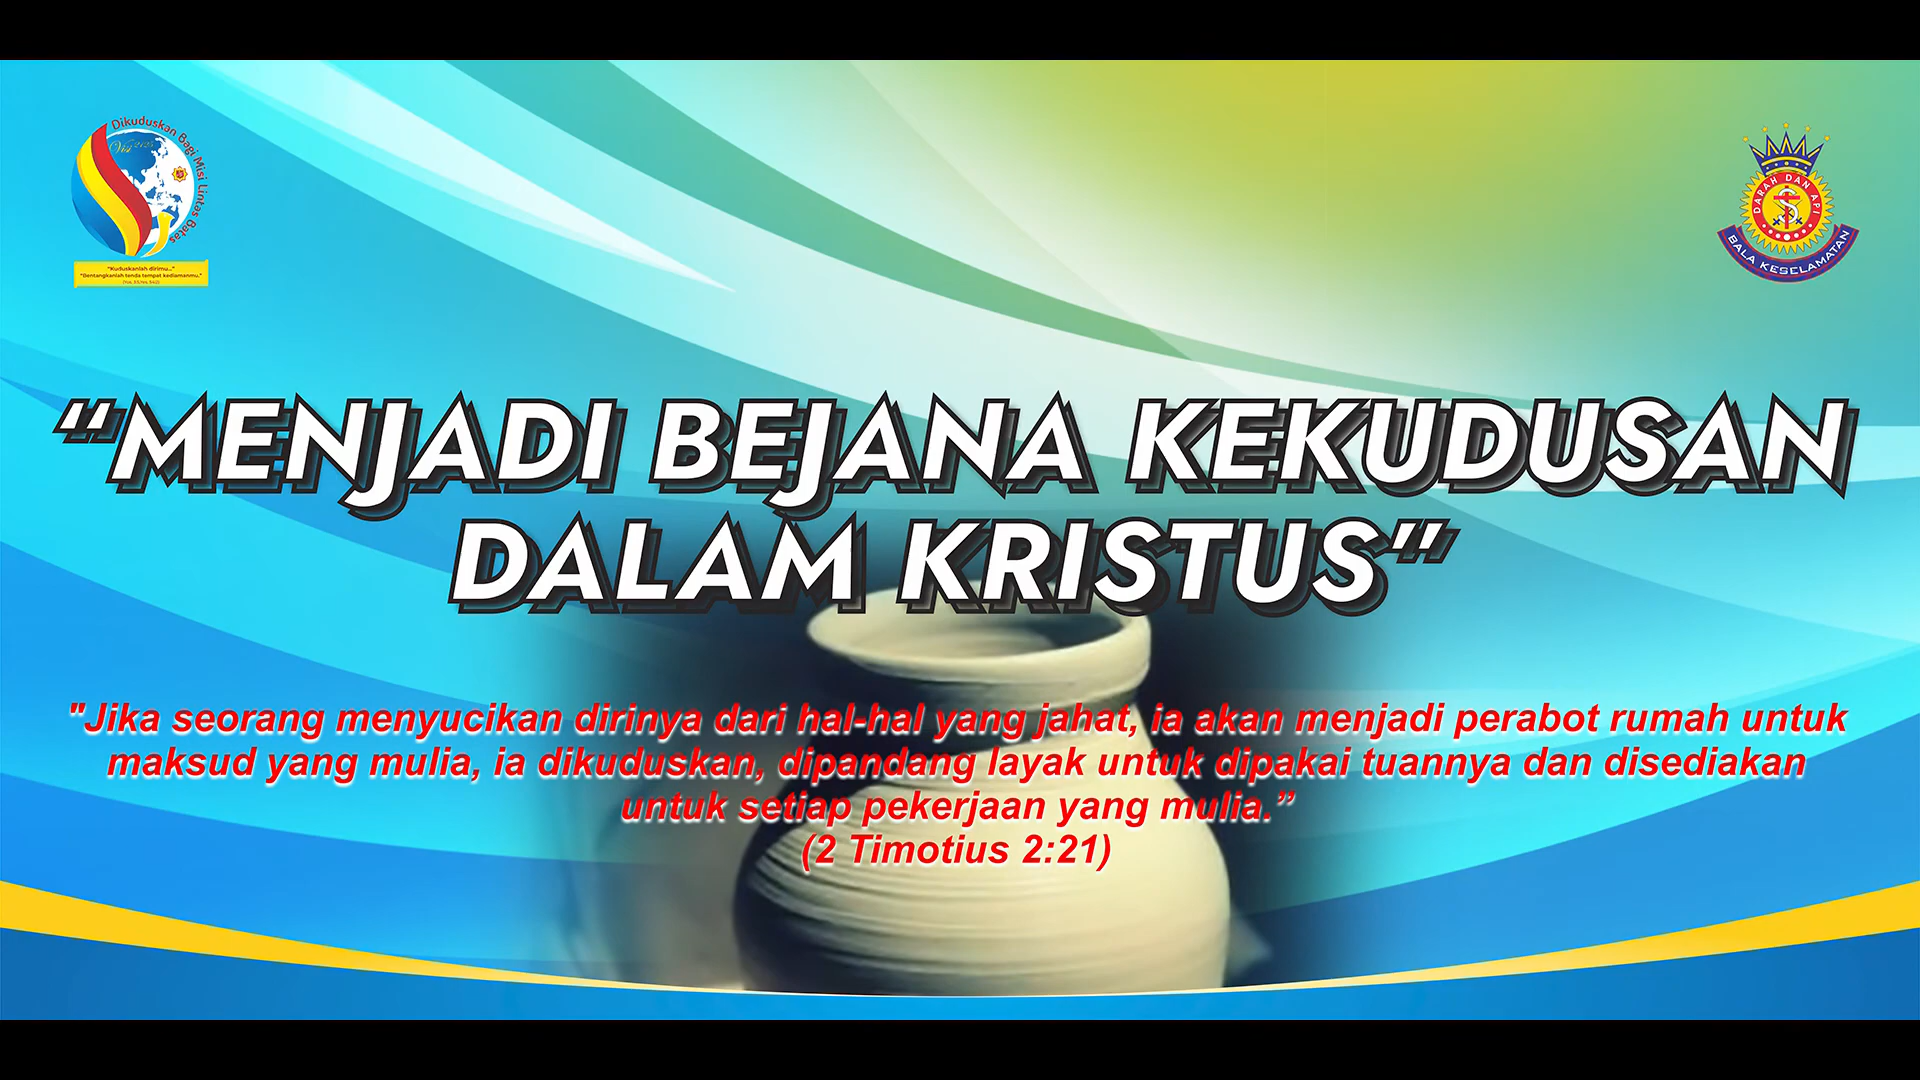 Dikuduskan Bagi Misi Lintas Batas
Visi 2025
"Kuduskanlah dirimu..."
"Bentangkanlah tenda tempat kediamanmu."
DARAH DAN API
BALA KESELAMATAN
“MENJADI BEJANA KEKUDUSAN
DALAM KRISTUS”
"Jika seorang menyucikan dirinya dari hal-hal yang jahat, ia akan menjadi perabot rumah untuk
maksud yang mulia, ia dikuduskan, dipandang layak untuk dipakai tuannya dan disediakan
untuk setiap pekerjaan yang mulia.”
(2 Timotius 2:21)